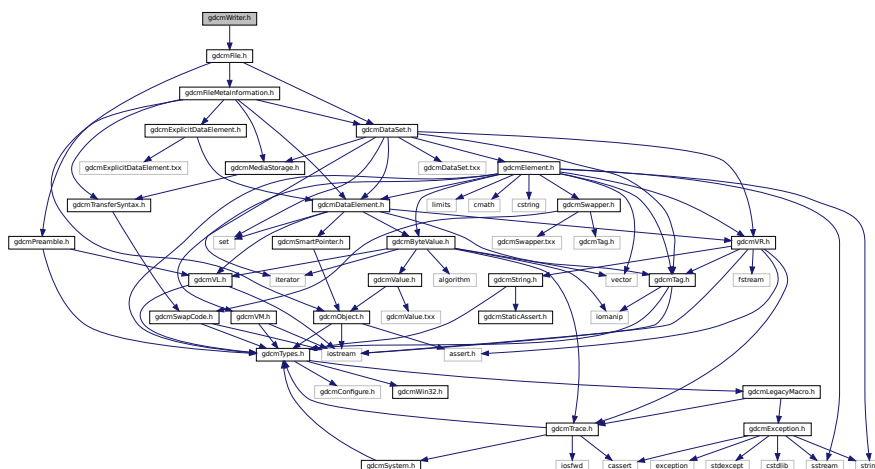 gdcmWriter.h
gdcmFile.h
gdcmFileMetaInformation.h
gdcmExplicitDataElement.h
gdcmDataSet.h
gdcmExplicitDataElement.txx
gdcmMediaStorage.h
gdcmDataSet.txx
gdcmElement.h
gdcmTransferSyntax.h
gdcmDataElement.h
limits
cmath
cstring
gdcmSwapper.h
gdcmPreamble.h
set
gdcmSmartPointer.h
gdcmByteValue.h
gdcmSwapper.txx
gdcmTag.h
gdcmVR.h
gdcmVL.h
iterator
gdcmValue.h
algorithm
gdcmString.h
vector
gdcmTag.h
fstream
gdcmSwapCode.h
gdcmVM.h
gdcmObject.h
gdcmValue.txx
gdcmStaticAssert.h
iomanip
gdcmTypes.h
iostream
assert.h
gdcmConfigure.h
gdcmWin32.h
gdcmLegacyMacro.h
gdcmTrace.h
gdcmException.h
gdcmSystem.h
iosfwd
cassert
exception
stdexcept
cstdlib
sstream